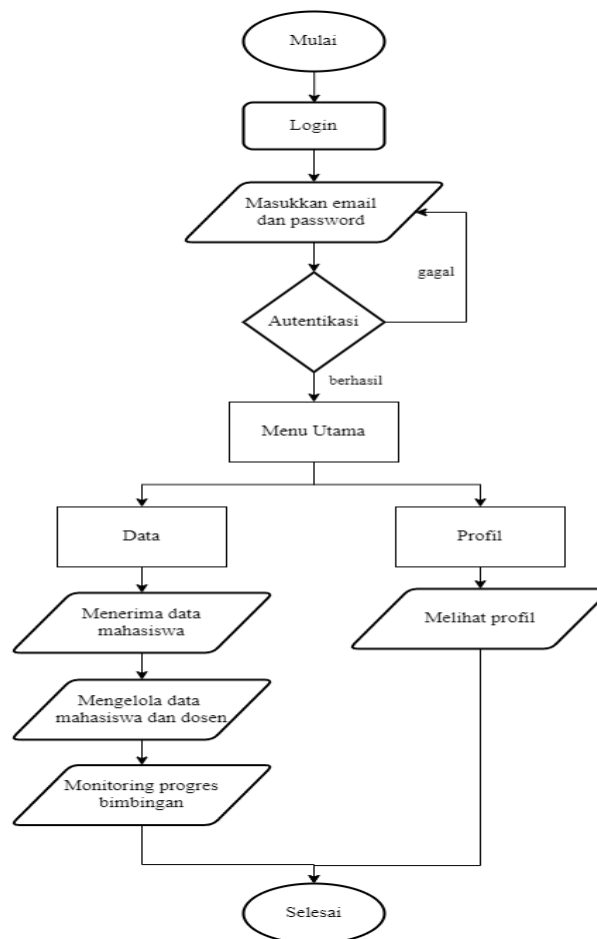 Mulai
Login
Masukkan email
dan password
gagal
Autentikasi
berhasil
Menu Utama
Data
Profil
Menerima data
mahasiswa
Melihat profil
Mengelola data
mahasiswa dan dosen
Monitoring progres
bimbingan
Selesai